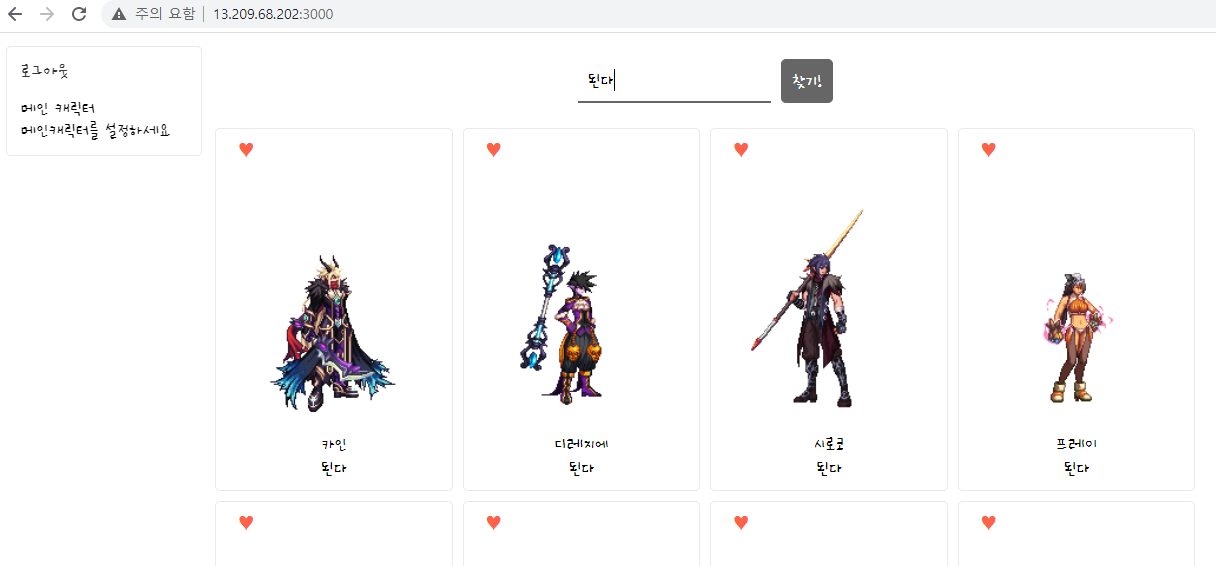 주의 요함 | 13.209.68.202:3000
로그아웃
메인 캐릭터
메인캐릭터를 설정하세요
된다
찾기!
카인
된다
디레지에
된다
시로코
된다
프레이
된다